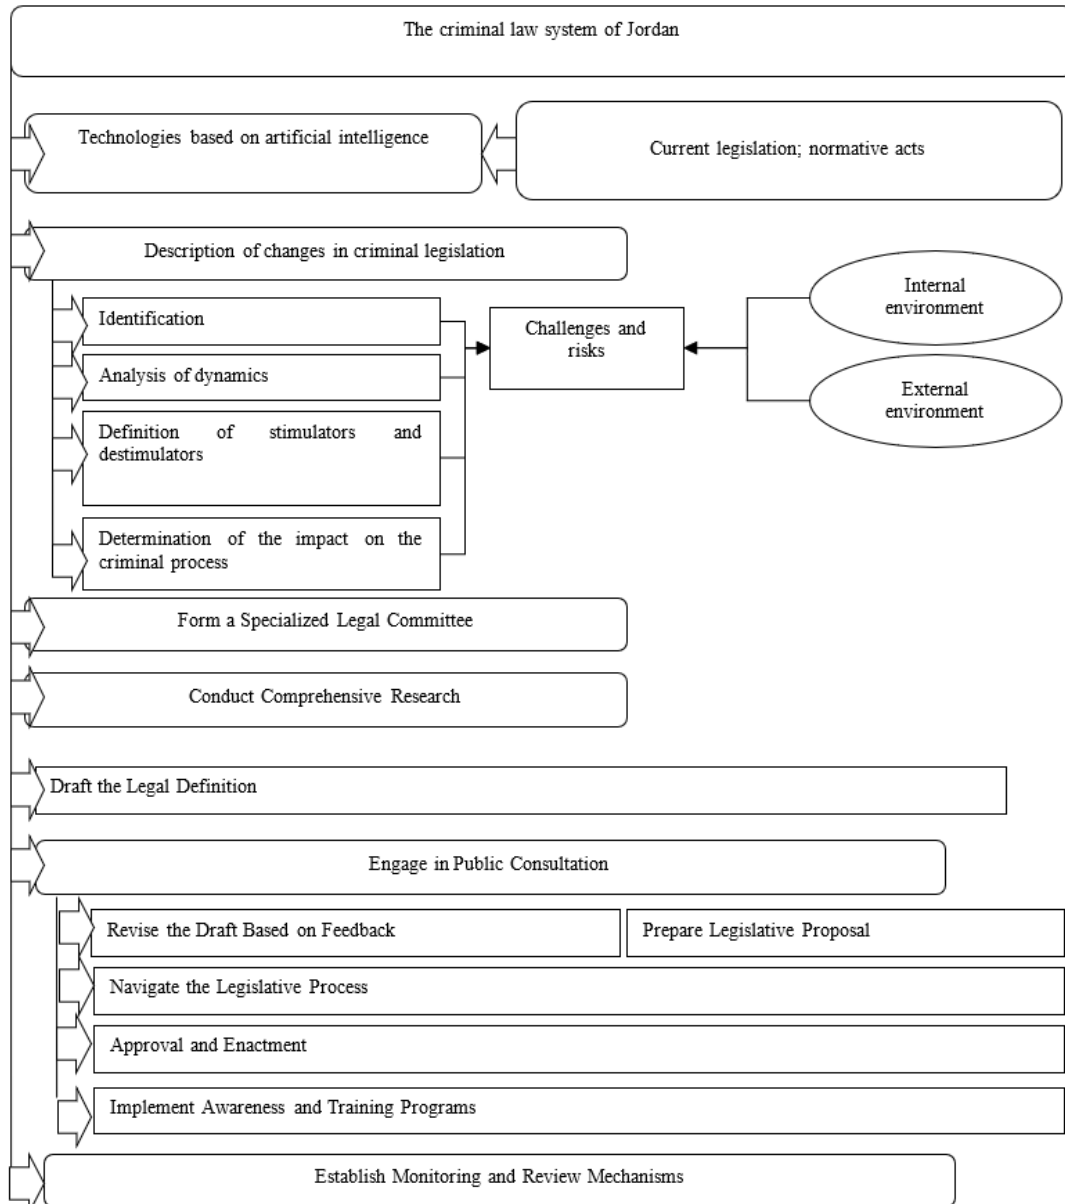 The criminal law system of Jordan
Technologies based on artificial intelligence
Current legislation; normative acts
Description of changes in criminal legislation
Identification
Analysis of dynamics
Definition of stimulators and
destimulators
Determination of the impact on the
criminal process
Challenges and
risks
Internal
environment
External
environment
Form a Specialized Legal Committee
Conduct Comprehensive Research
Draft the Legal Definition
Engage in Public Consultation
Revise the Draft Based on Feedback
Prepare Legislative Proposal
Navigate the Legislative Process
Approval and Enactment
Implement Awareness and Training Programs
Establish Monitoring and Review Mechanisms